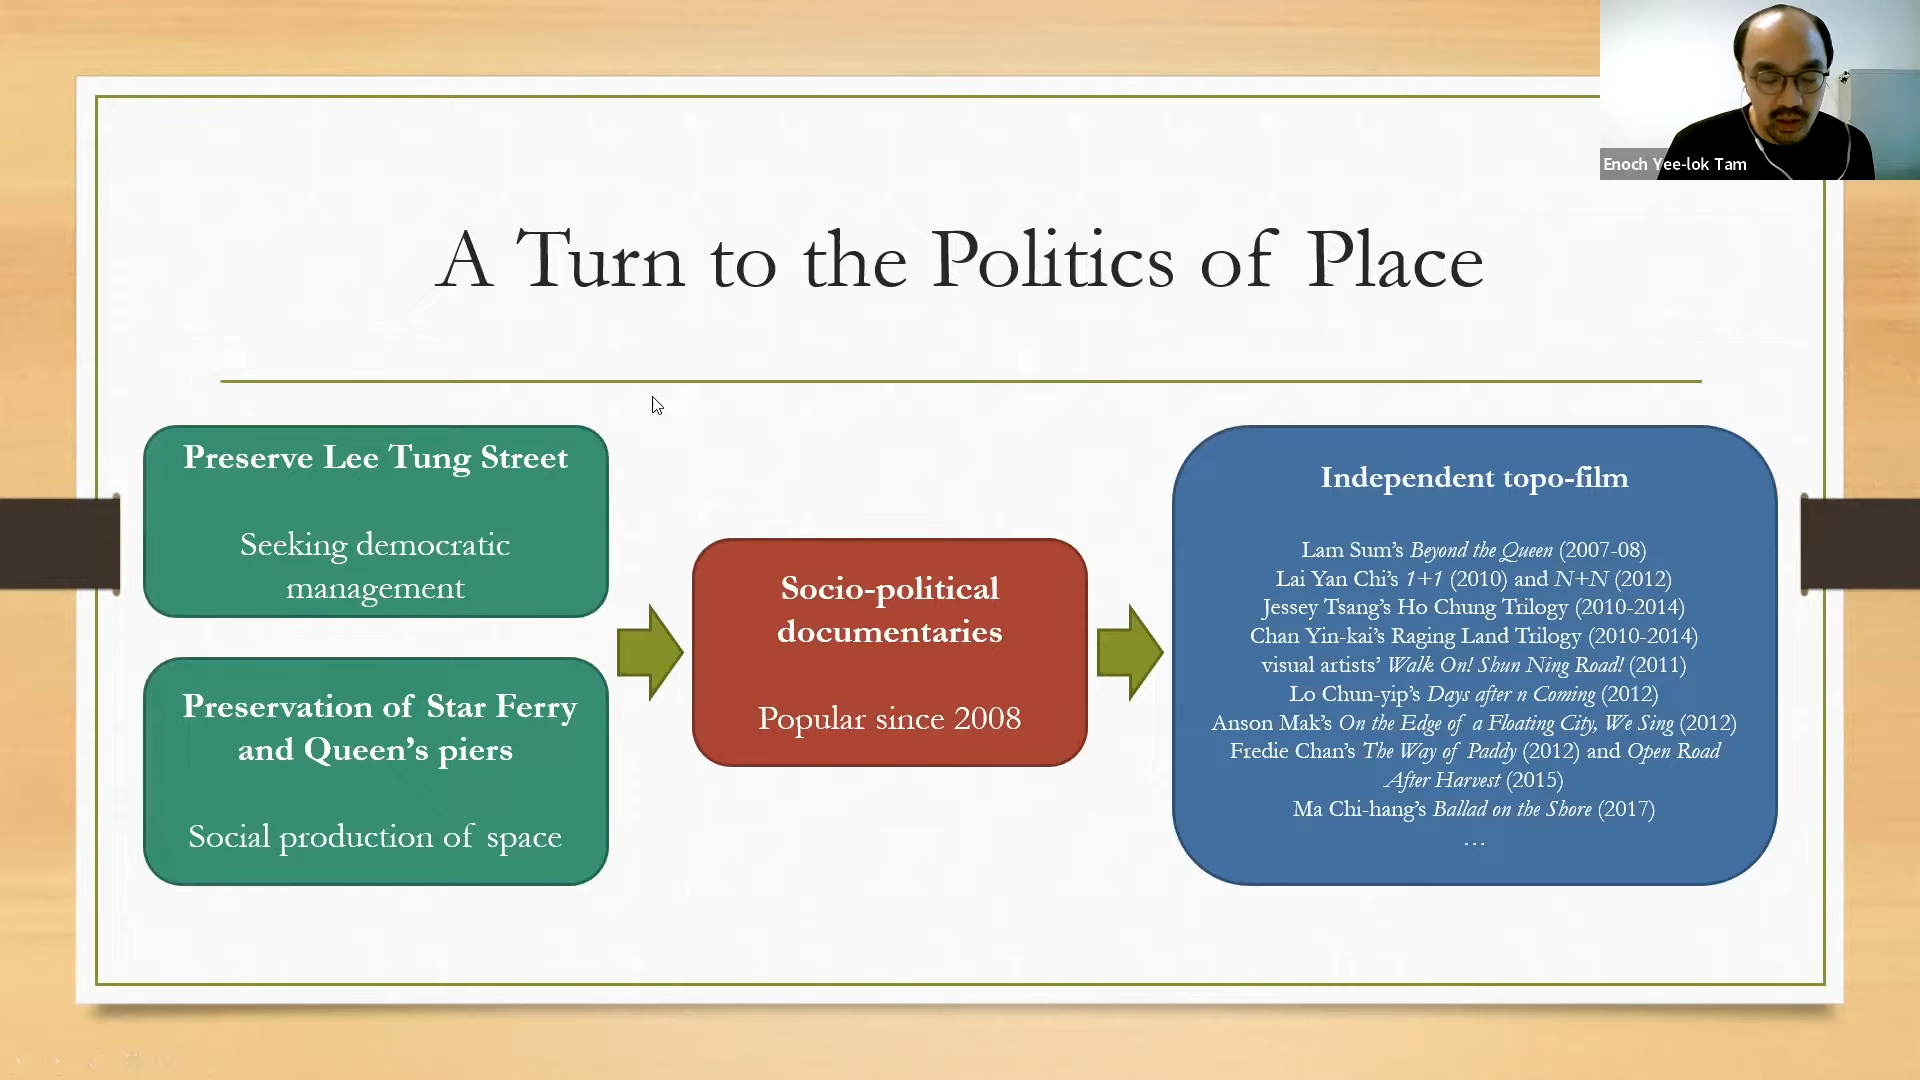 Enoch Yee-lok Tam
A Turn to the Politics of Place
Preserve Lee Tung Street
Seeking democratic
management
Preservation of Star Ferry
and Queen’s piers
Social production of space
Socio-political
documentaries
Popular since 2008
Independent topo-film
Lam Sum’s Beyond the Queen (2007-08)
Lai Yan Chi’s 1+1 (2010) and N+N (2012)
Jessey Tsang’s Ho Chung Trilogy (2010-2014)
Chan Yin-kai’s Raging Land Trilogy (2010-2014)
visual artists’ Walk On! Shun Ning Road! (2011)
Lo Chun-yip’s Days after n Coming (2012)
Anson Mak’s On the Edge of a Floating City, We Sing (2012)
Fredie Chan’s The Way of Paddy (2012) and Open Road
After Harvest (2015)
Ma Chi-hang’s Ballad on the Shore (2017)
…